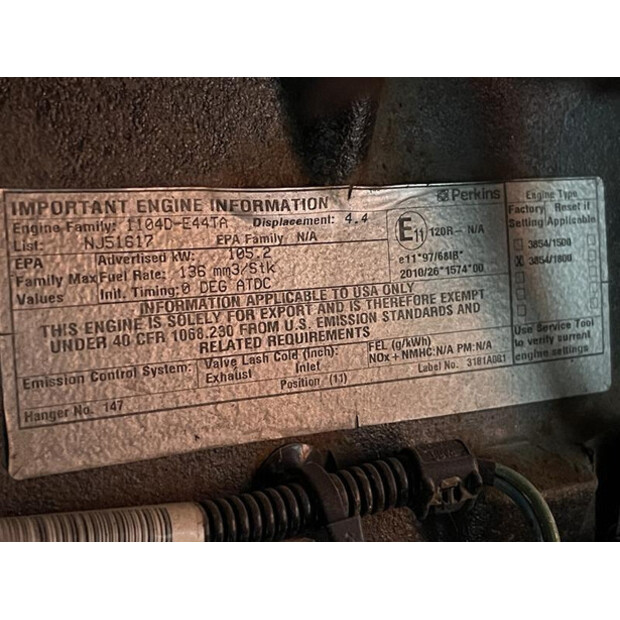 IMPORTANT ENGINE INFORMATION
Perkins
Engine Type
Engine Family: 1104D-E44TA Displacement: 4.4
Factory Reset if
List: NJ51617 EPA Family N/A
E11 120R- N/A
Setting Applicable
EPA Advertised kW: 105.2
e11*97/68IB*
3854/1500
Family Max Fuel Rate: 136 mm3/Stk
2010/26*1574*00
X 3854/1800
Values Init. Timing: 0 DEG ATDC
INFORMATION APPLICABLE TO USA ONLY
THIS ENGINE IS SOLELY FOR EXPORT AND IS THEREFORE EXEMPT
UNDER 40 CFR 1068.230 FROM U.S. EMISSION STANDARDS AND
RELATED REQUIREMENTS
Use Service Tool
to verify current
engine settings
Emission Control System: Valve Lash Cold (Inch): FEL (g/kWh)
Exhaust Inlet NOx + NMHC:N/A PM:N/A
Hanger No. 147 Position (11) Label No. 3181A081